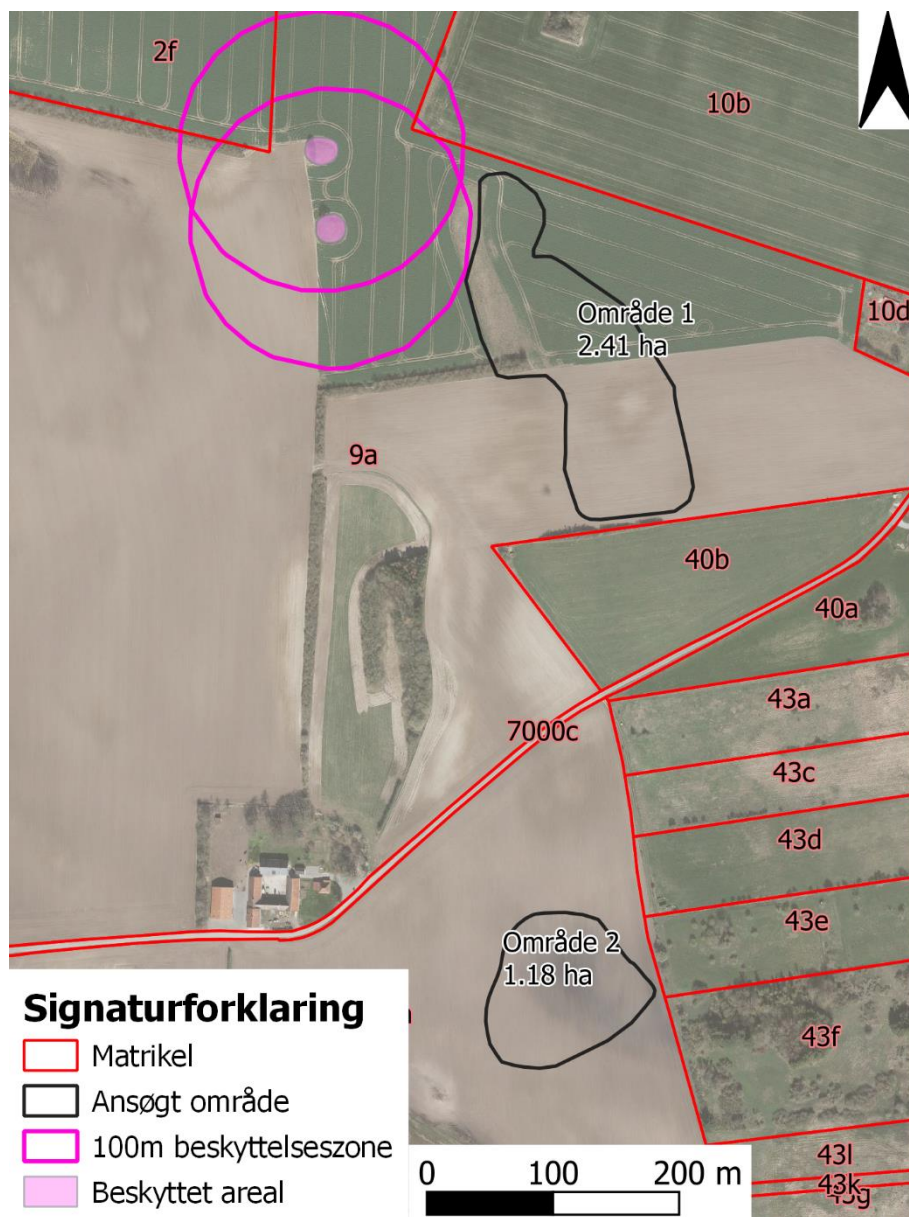 2f
10b
10d
Område 1
2.41 ha
9a
40b
40a
43a
7000c
43c
43d
43e
Område 2
1.18 ha
43f
43l
43k
Signaturforklaring
Matrikel
Ansøgt område
100m beskyttelseszone
Beskyttet areal
0 100 200 m